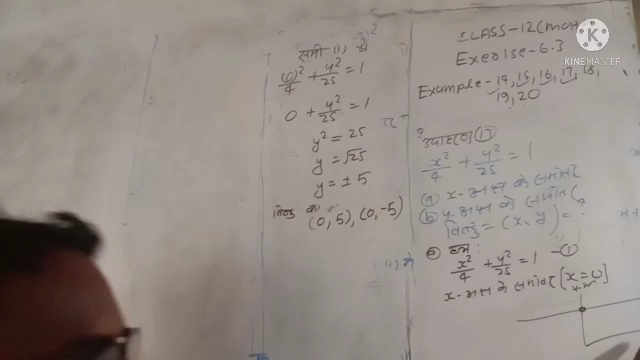 CLASS-12 (math
Exercise-6.3
Example-14, 15, 16, 17, 18,
19, 20
उदाहरण (17)
x²/4 + y²/25 = 1
(a) x-अक्ष के समांतर
(b) y-अक्ष के समांतर
बिन्दु = (x, y) = ?
(a) हल:
x²/4 + y²/25 = 1 -(1)
x-अक्ष के समांतर [x=0]
समी (1) से
(0)²/4 + y²/25 = 1
0 + y²/25 = 1
y² = 25
y = √25
y = ±5
(0, 5), (0, -5)
(1) से
KINEMASTER